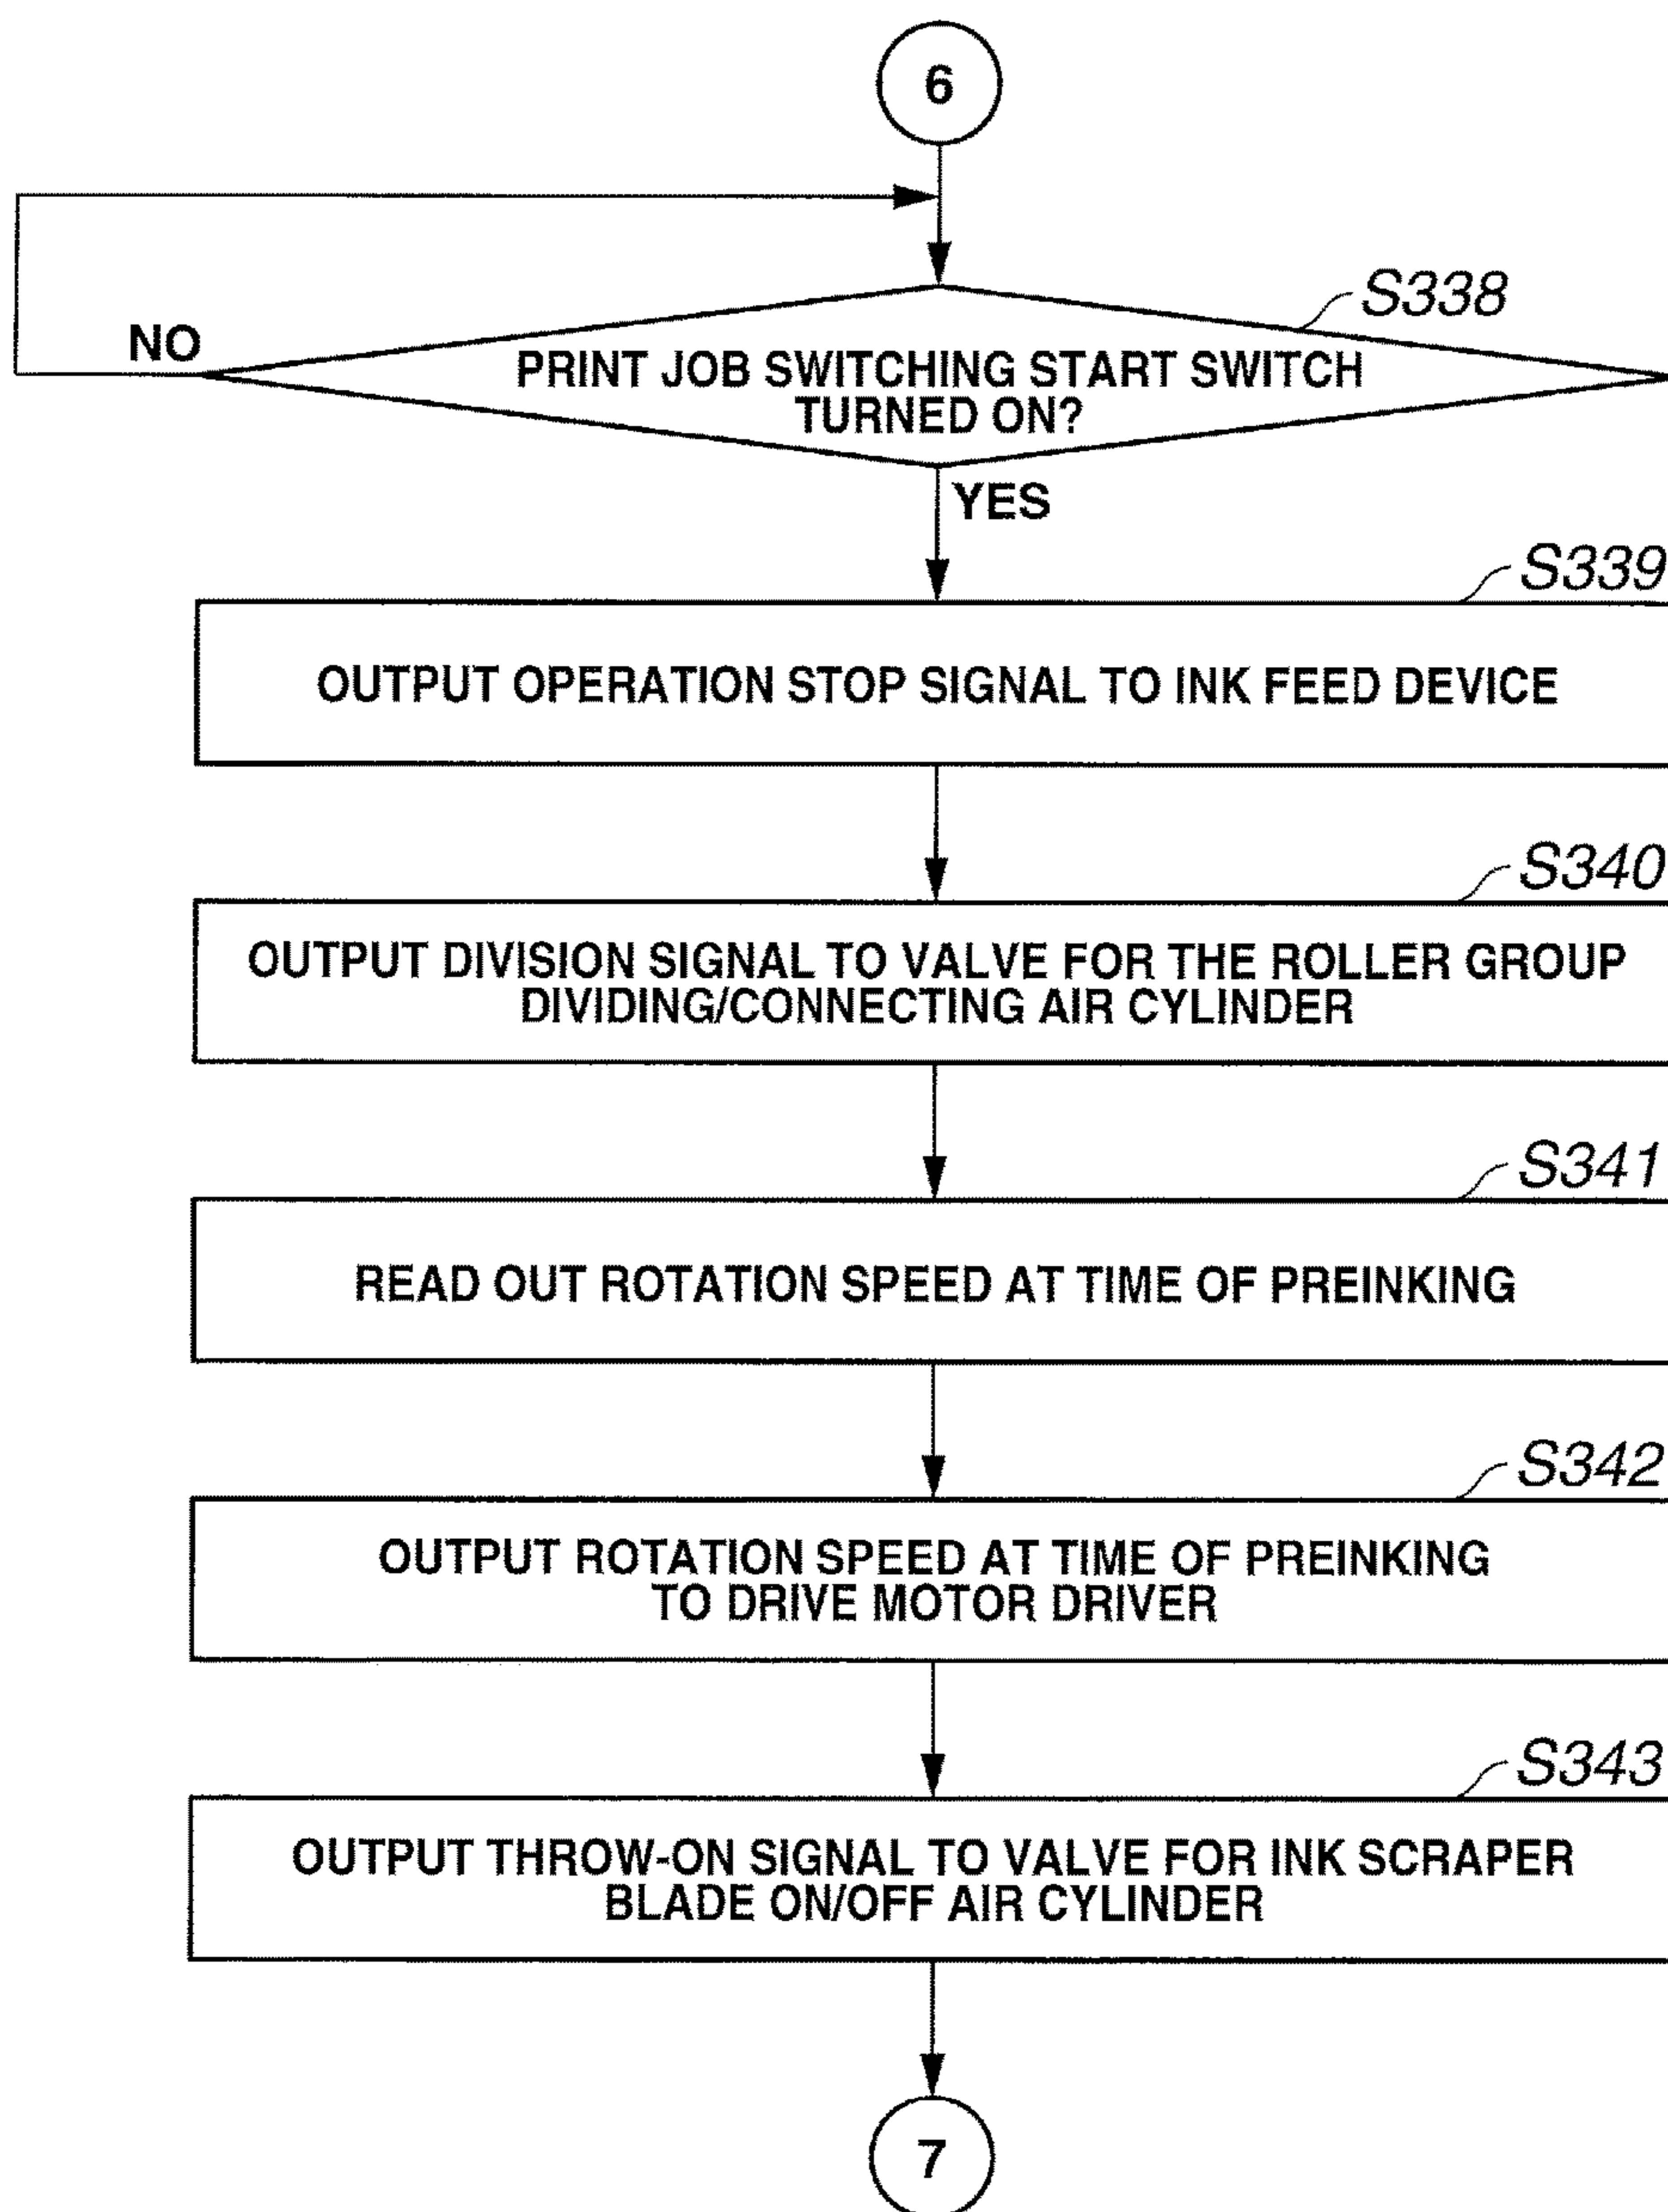 6
S338
NO
PRINT JOB SWITCHING START SWITCH
TURNED ON?
YES
S339
OUTPUT OPERATION STOP SIGNAL TO INK FEED DEVICE
S340
OUTPUT DIVISION SIGNAL TO VALVE FOR THE ROLLER GROUP
DIVIDING/CONNECTING AIR CYLINDER
S341
READ OUT ROTATION SPEED AT TIME OF PREINKING
S342
OUTPUT ROTATION SPEED AT TIME OF PREINKING
TO DRIVE MOTOR DRIVER
S343
OUTPUT THROW-ON SIGNAL TO VALVE FOR INK SCRAPER
BLADE ON/OFF AIR CYLINDER
7